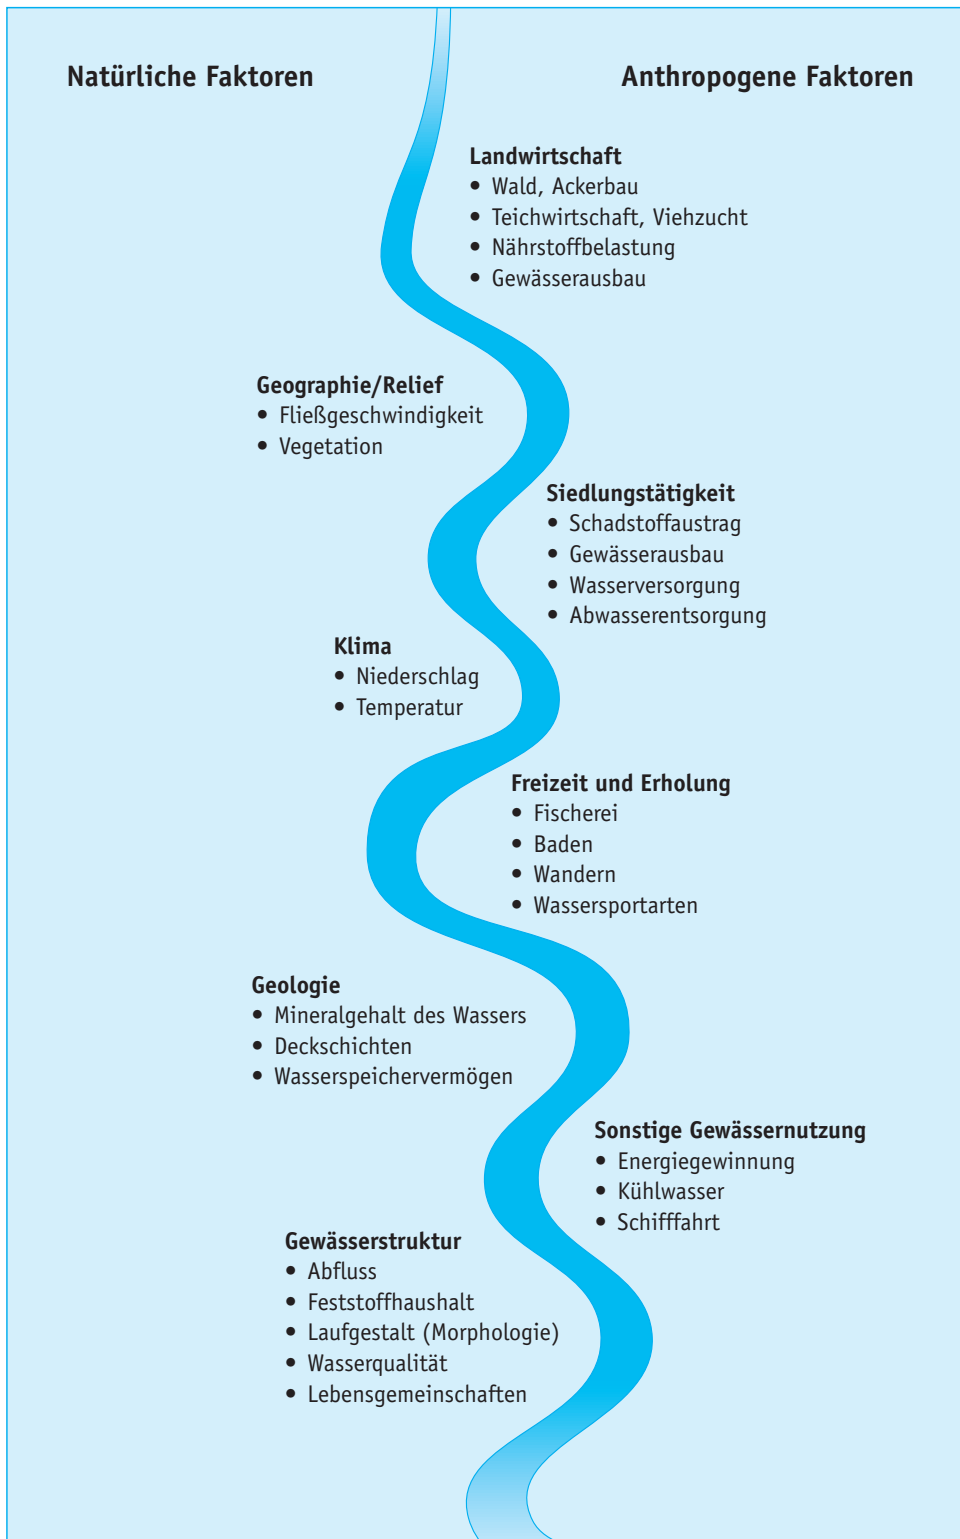 Natürliche Faktoren
Anthropogene Faktoren
Landwirtschaft
• Wald, Ackerbau
• Teichwirtschaft, Viehzucht
• Nährstoffbelastung
• Gewässerausbau
Geographie/Relief
• Fließgeschwindigkeit
• Vegetation
Siedlungstätigkeit
• Schadstoffaustrag
• Gewässerausbau
• Wasserversorgung
• Abwasserentsorgung
Klima
• Niederschlag
• Temperatur
Freizeit und Erholung
• Fischerei
• Baden
• Wandern
• Wassersportarten
Geologie
• Mineralgehalt des Wassers
• Deckschichten
• Wasserspeichervermögen
Sonstige Gewässernutzung
• Energiegewinnung
• Kühlwasser
• Schifffahrt
Gewässerstruktur
• Abfluss
• Feststoffhaushalt
• Laufgestalt (Morphologie)
• Wasserqualität
• Lebensgemeinschaften